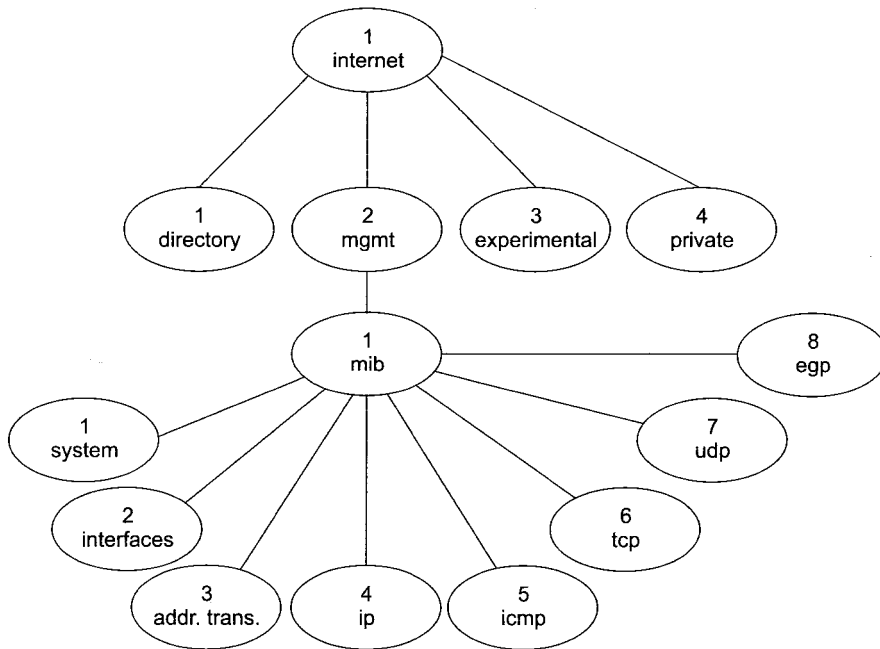 1
internet
1
directory
2
mgmt
3
experimental
4
private
1
mib
8
egp
1
system
7
udp
2
interfaces
6
tcp
3
addr. trans.
4
ip
5
icmp